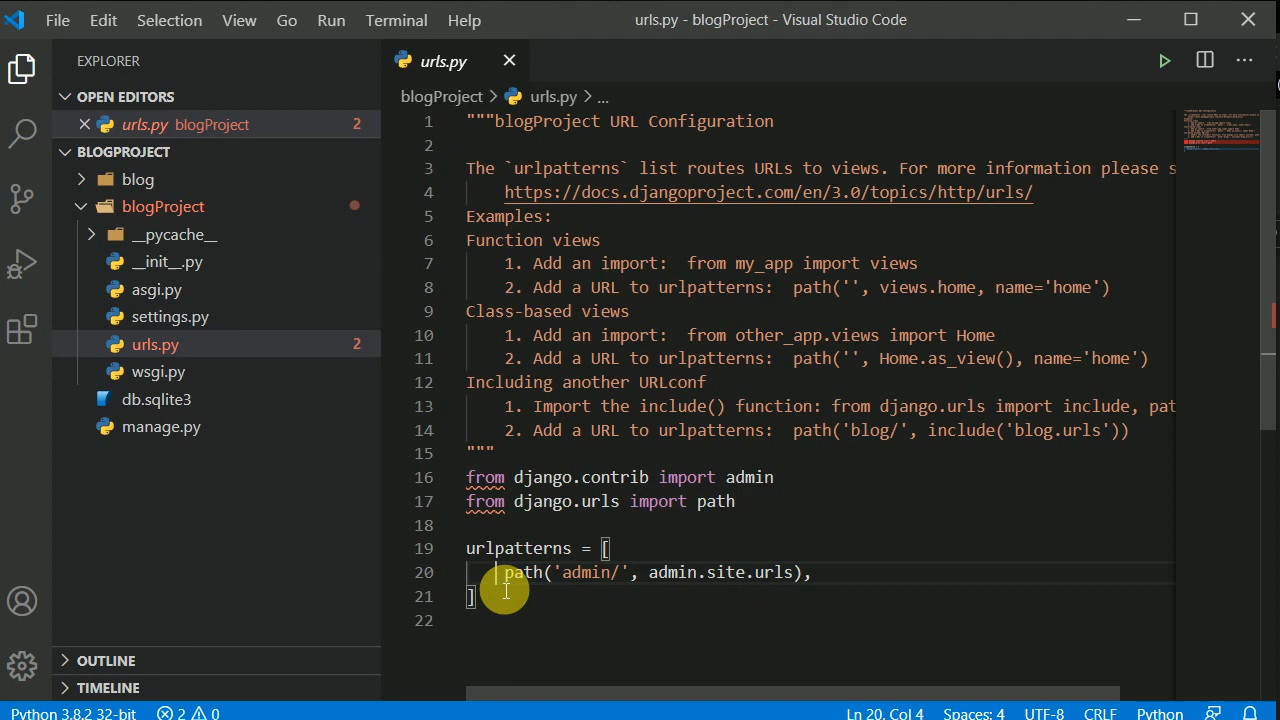 File Edit Selection View Go Run Terminal Help urls.py - blogProject - Visual Studio Code
EXPLORER
OPEN EDITORS
urls.py blogProject 2
BLOGPROJECT
blog
blogProject
__pycache__
__init__.py
asgi.py
settings.py
urls.py 2
wsgi.py
db.sqlite3
manage.py
OUTLINE
TIMELINE
urls.py
blogProject > urls.py > ...
1 """blogProject URL Configuration
2
3 The `urlpatterns` list routes URLs to views. For more information please s
4 https://docs.djangoproject.com/en/3.0/topics/http/urls/
5 Examples:
6 Function views
7 1. Add an import:  from my_app import views
8 2. Add a URL to urlpatterns:  path('', views.home, name='home')
9 Class-based views
10 1. Add an import:  from other_app.views import Home
11 2. Add a URL to urlpatterns:  path('', Home.as_view(), name='home')
12 Including another URLconf
13 1. Import the include() function: from django.urls import include, pat
14 2. Add a URL to urlpatterns:  path('blog/', include('blog.urls'))
15 """
16 from django.contrib import admin
17 from django.urls import path
18
19 urlpatterns = [
20 path('admin/', admin.site.urls),
21 ]
22
Python 3.8.2 32-bit 2 0 Ln 20, Col 4 Spaces: 4 UTF-8 CRLF Python